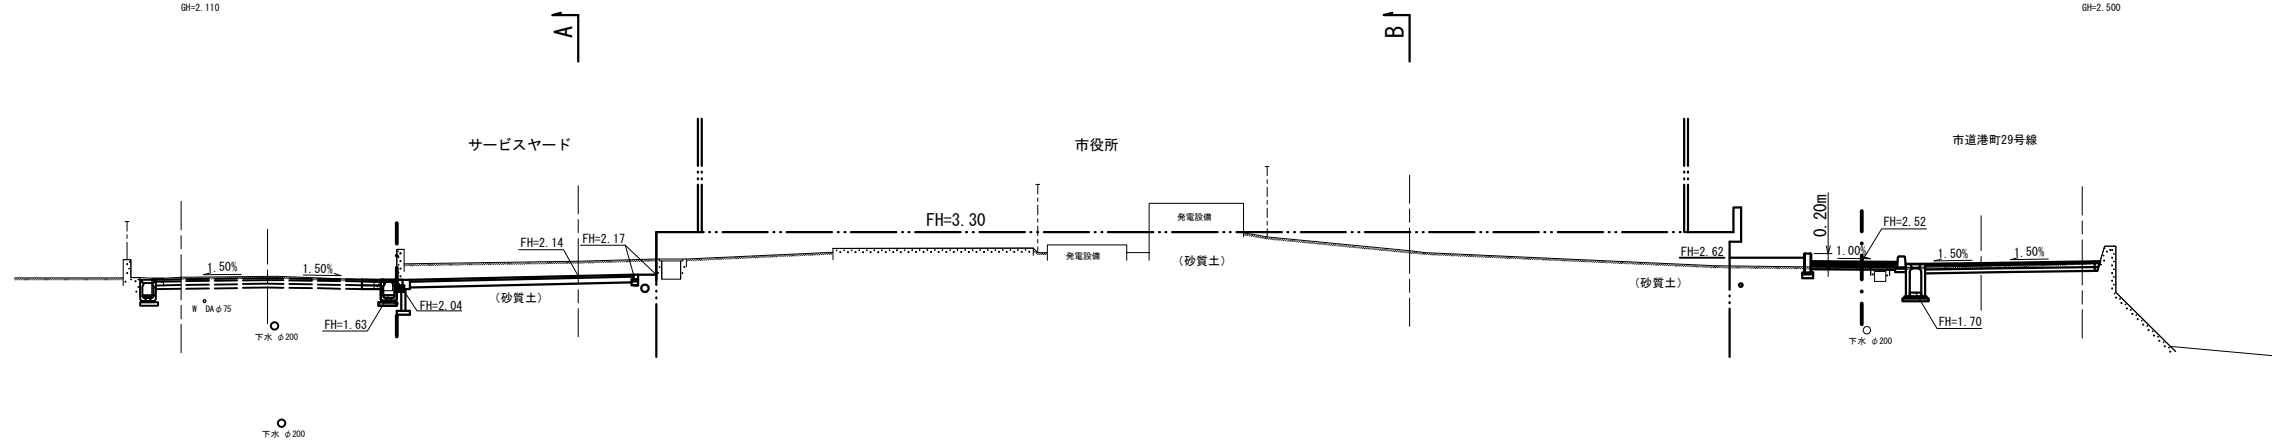 GH=2.110
GH=2.500
A
B
サービスヤード
市役所
市道港町29号線
FH=3.30
発電設備
0.20m
FH=2.52
FH=2.14
FH=2.17
FH=2.62
1.00%
1.50%
1.50%
1.50%
1.50%
発電設備
(砂質土)
(砂質土)
(砂質土)
FH=2.04
W DAφ75
FH=1.63
FH=1.70
下水 φ200
下水 φ200
下水 φ200